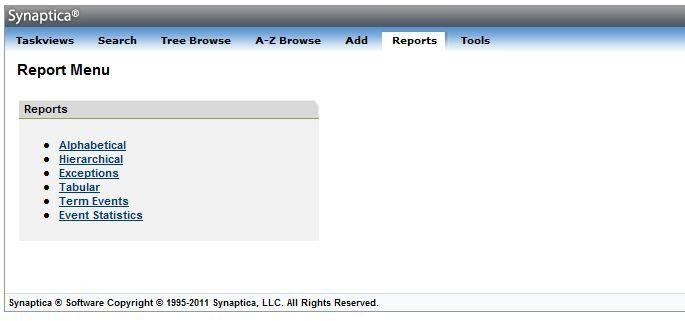 Synaptica®
Taskviews Search Tree Browse A-Z Browse Add Reports Tools
Report Menu
Reports
Alphabetical
Hierarchical
Exceptions
Tabular
Term Events
Event Statistics
Synaptica ® Software Copyright © 1995-2011 Synaptica, LLC. All Rights Reserved.